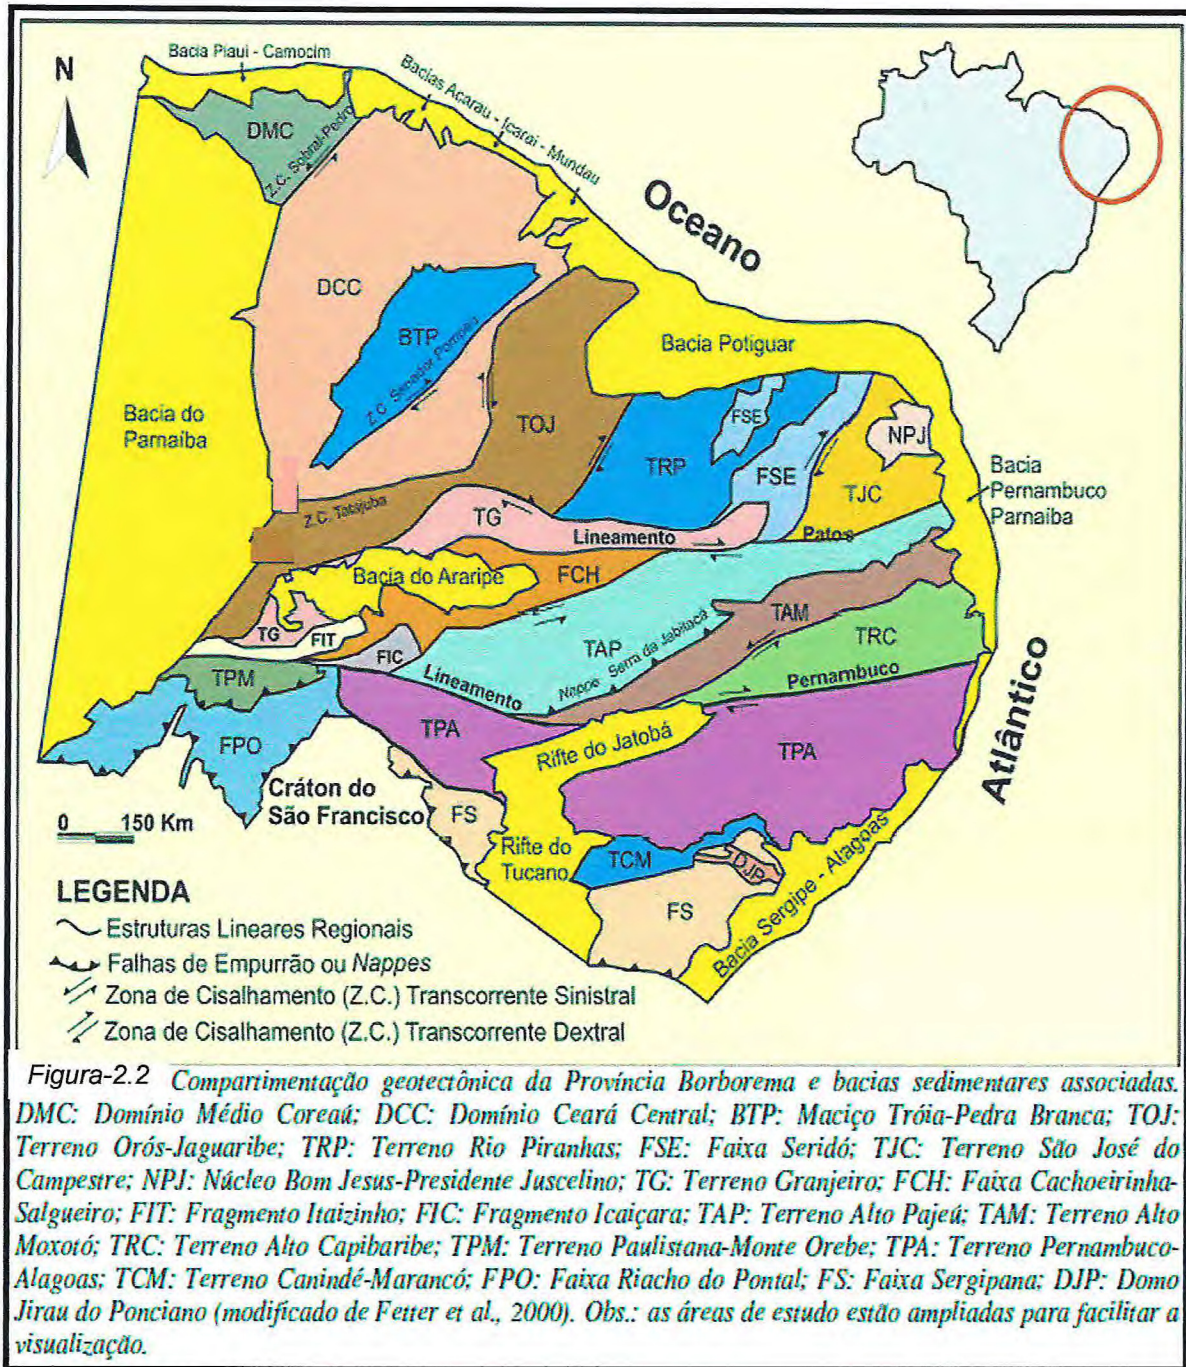 Bacia Piaui - Camocim
Bacias Acarau - Icarai - Mundau
N
DMC
Z.C. Sobral-Pedro
Oceano
DCC
BTP
Z.C. Senador Pompeu
Bacia Potiguar
Bacia do
Parnaiba
TOJ
FSE
NPJ
TRP
FSE
TJC
Bacia
Pernambuco
Parnaiba
Z.C. Tatajuba
TG
Lineamento
Patos
Bacia do Araripe
FCH
TAM
TG
FIT
FIC
TAP
Nappe Serra da Jabitacá
TRC
TPM
Lineamento
Pernambuco
Atlântico
FPO
TPA
Rifte do Jatobá
TPA
Cráton do
São Francisco
0 150 Km
FS
Rifte do
Tucano
TCM
DJP
FS
Bacia Sergipe - Alagoas
LEGENDA
Estruturas Lineares Regionais
Falhas de Empurrão ou Nappes
Zona de Cisalhamento (Z.C.) Transcorrente Sinistral
Zona de Cisalhamento (Z.C.) Transcorrente Dextral
Figura-2.2 Compartimentação geotectônica da Província Borborema e bacias sedimentares associadas.
DMC: Domínio Médio Coreaú; DCC: Domínio Ceará Central; BTP: Maciço Tróia-Pedra Branca; TOJ:
Terreno Orós-Jaguaribe; TRP: Terreno Rio Piranhas; FSE: Faixa Seridó; TJC: Terreno São José do
Campestre; NPJ: Núcleo Bom Jesus-Presidente Juscelino; TG: Terreno Granjeiro; FCH: Faixa Cachoeirinha-
Salgueiro; FIT: Fragmento Itaizinho; FIC: Fragmento Icaiçara; TAP: Terreno Alto Pajeú; TAM: Terreno Alto
Moxotó; TRC: Terreno Alto Capibaribe; TPM: Terreno Paulistana-Monte Orebe; TPA: Terreno Pernambuco-
Alagoas; TCM: Terreno Canindé-Marancó; FPO: Faixa Riacho do Pontal; FS: Faixa Sergipana; DJP: Domo
Jirau do Ponciano (modificado de Fetter et al., 2000). Obs.: as áreas de estudo estão ampliadas para facilitar a
visualização.